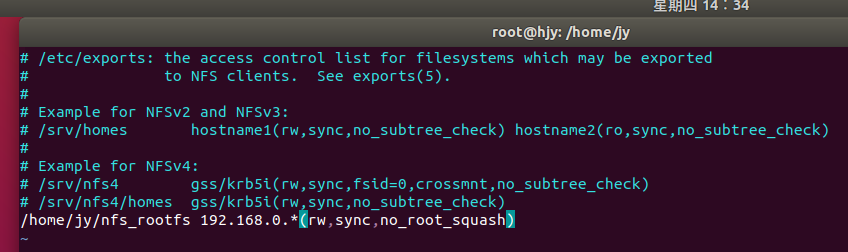 星期四 14：34
root@hjy: /home/jy
# /etc/exports: the access control list for filesystems which may be exported
#               to NFS clients.  See exports(5).
#
# Example for NFSv2 and NFSv3:
# /srv/homes       hostname1(rw,sync,no_subtree_check) hostname2(ro,sync,no_subtree_check)
#
# Example for NFSv4:
# /srv/nfs4        gss/krb5i(rw,sync,fsid=0,crossmnt,no_subtree_check)
# /srv/nfs4/homes  gss/krb5i(rw,sync,no_subtree_check)
/home/jy/nfs_rootfs 192.168.0.*(rw,sync,no_root_squash)
~